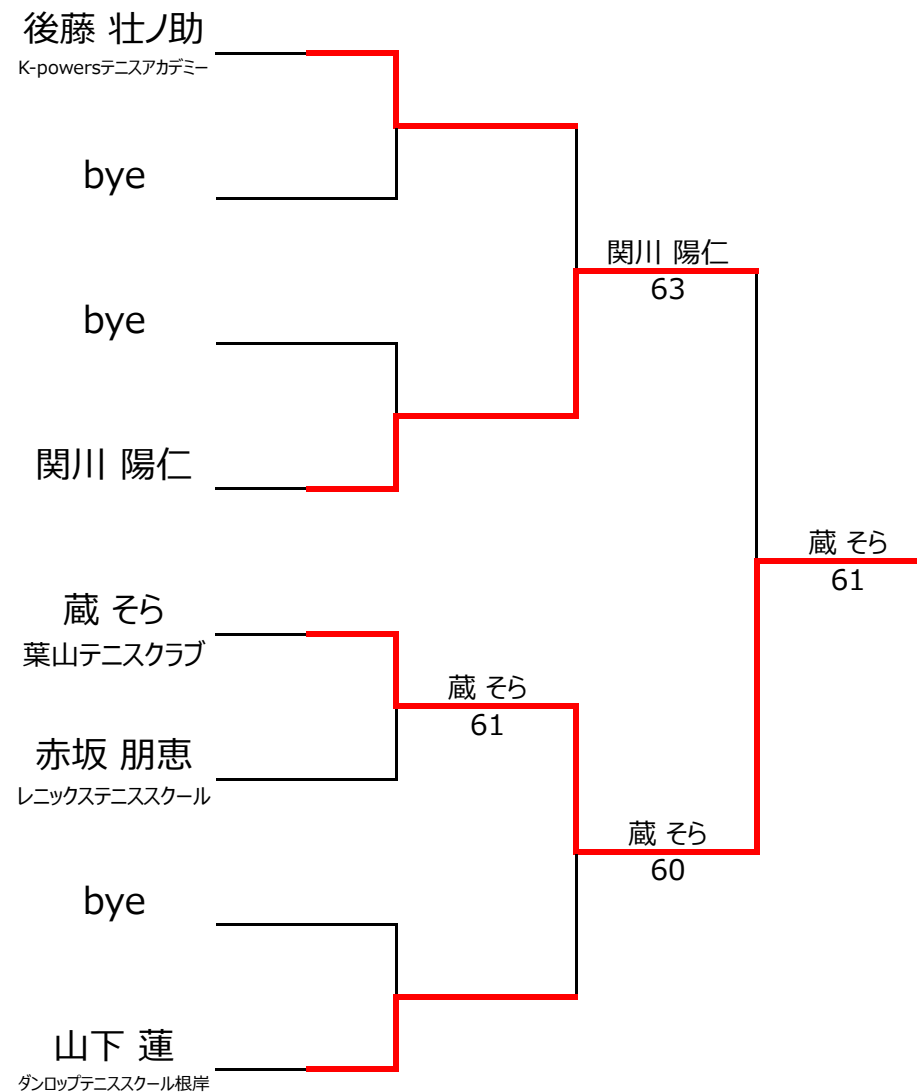 後藤 壮ノ助
K-powersテニスアカデミー
bye
bye
関川 陽仁
63
関川 陽仁
蔵 そら
61
蔵 そら
葉山テニスクラブ
蔵 そら
61
赤坂 朋恵
レニックステニススクール
蔵 そら
60
bye
山下 蓮
ダンロップテニススクール根岸